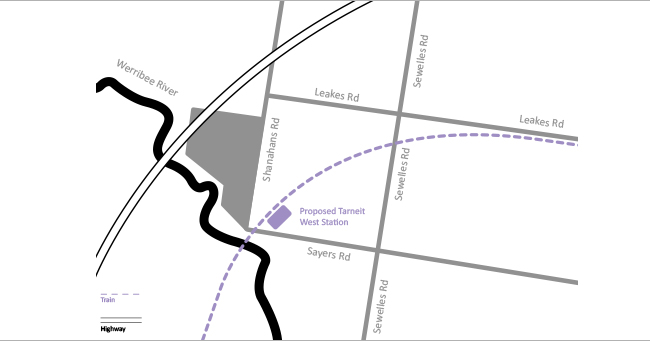 Sewelles Rd
Werribee River
Leakes Rd
Leakes Rd
Shanahans Rd
Sewelles Rd
Proposed Tarneit
West Station
Sayers Rd
Sewelles Rd
Train
Highway